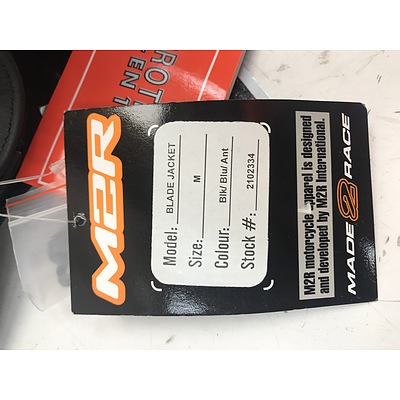 M2R
Model: BLADE JACKET
Size: M
Colour: Blk/ Blu/ Ant
Stock #: 2102334
M2R motorcycle apparel is designed
and developed by M2R International.
MADE 2 RACE